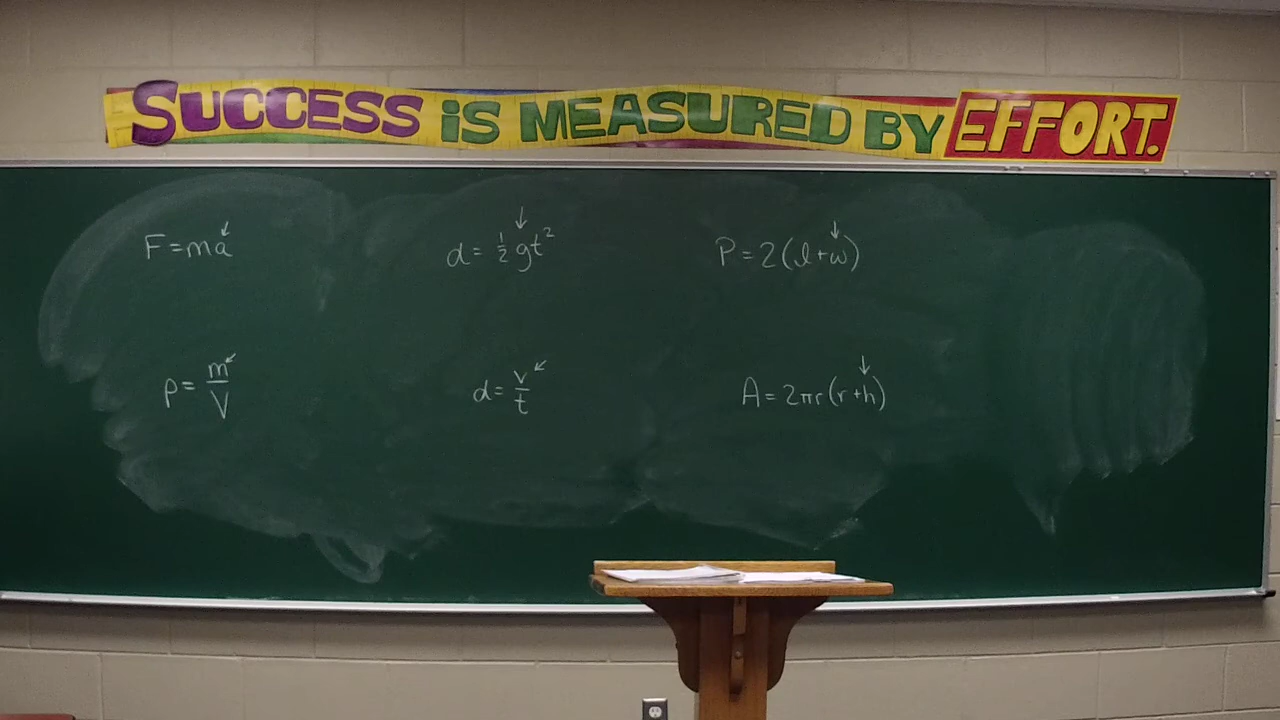 SUCCESS iS MEASURED BY EFFORT.
F=ma d=½gt² P=2(l+w)
ρ=m/V d=v/t A=2πr(r+h)